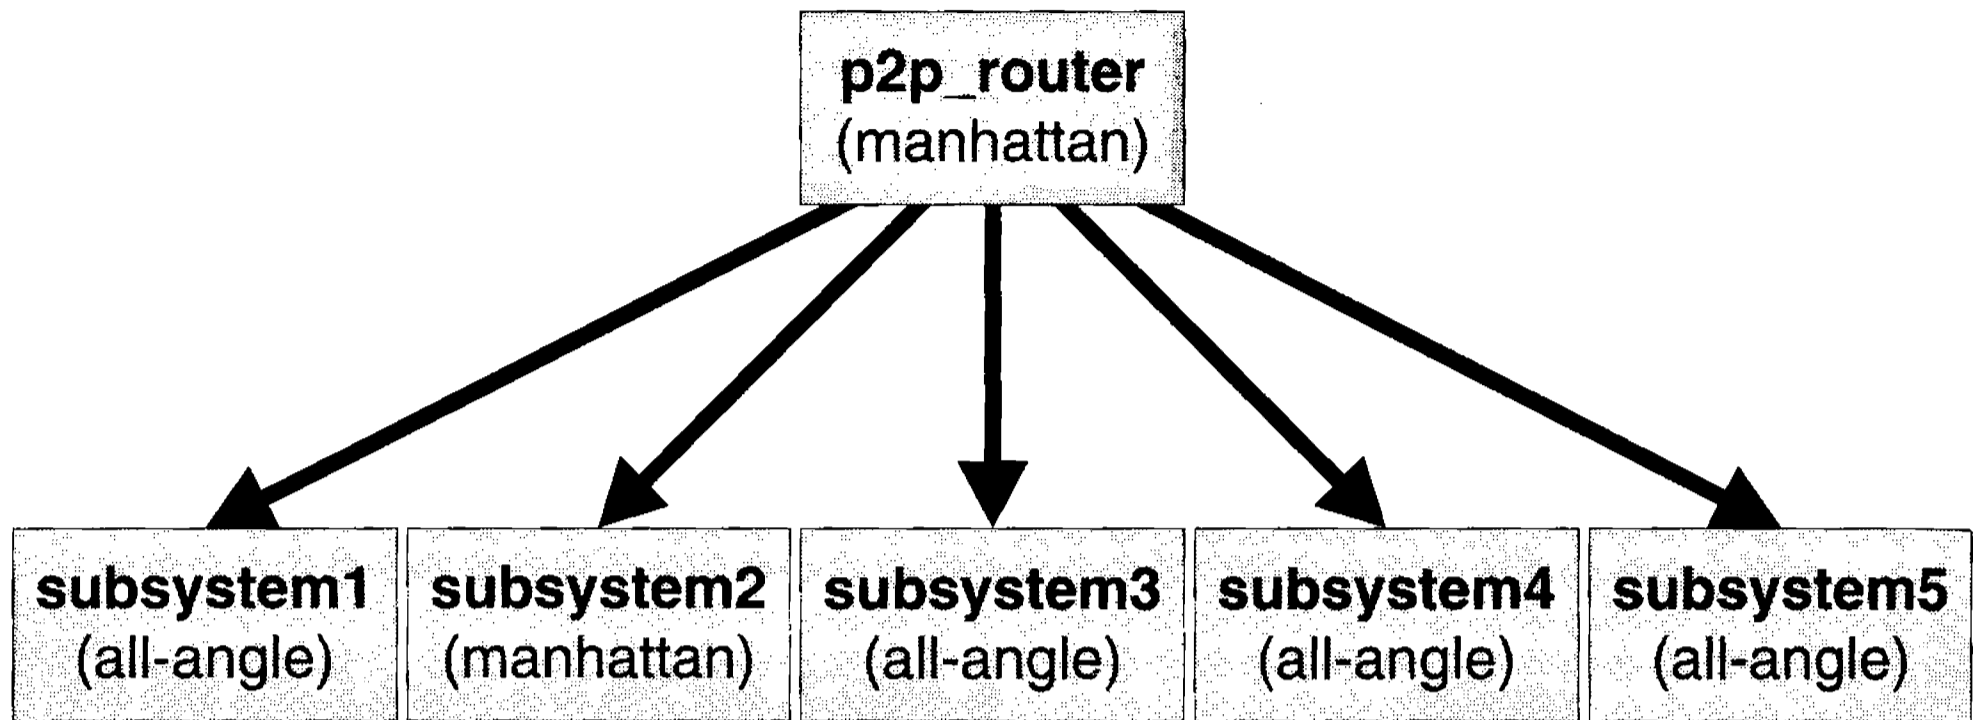 p2p_router
(manhattan)
subsystem1
(all-angle)
subsystem2
(manhattan)
subsystem3
(all-angle)
subsystem4
(all-angle)
subsystem5
(all-angle)